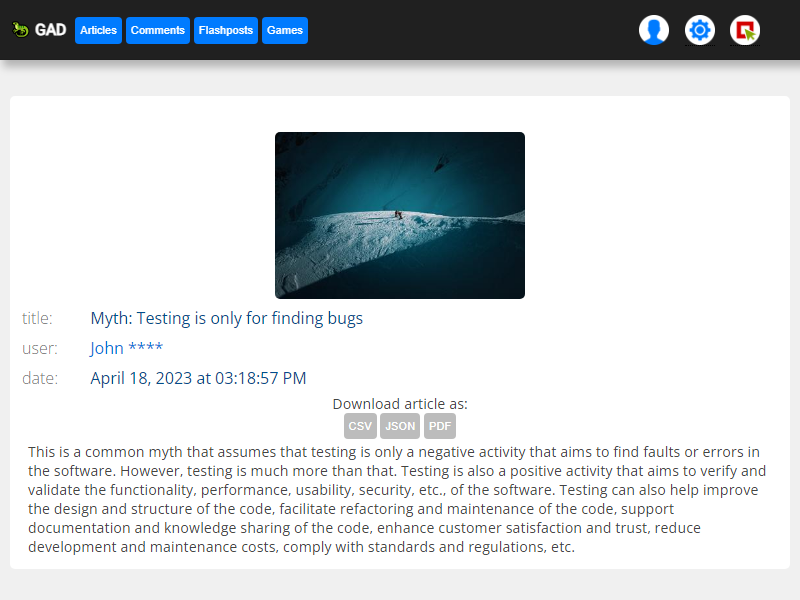 GAD Articles Comments Flashposts Games
title: Myth: Testing is only for finding bugs
user: John ****
date: April 18, 2023 at 03:18:57 PM
Download article as:
CSV JSON PDF
This is a common myth that assumes that testing is only a negative activity that aims to find faults or errors in
the software. However, testing is much more than that. Testing is also a positive activity that aims to verify and
validate the functionality, performance, usability, security, etc., of the software. Testing can also help improve
the design and structure of the code, facilitate refactoring and maintenance of the code, support
documentation and knowledge sharing of the code, enhance customer satisfaction and trust, reduce
development and maintenance costs, comply with standards and regulations, etc.